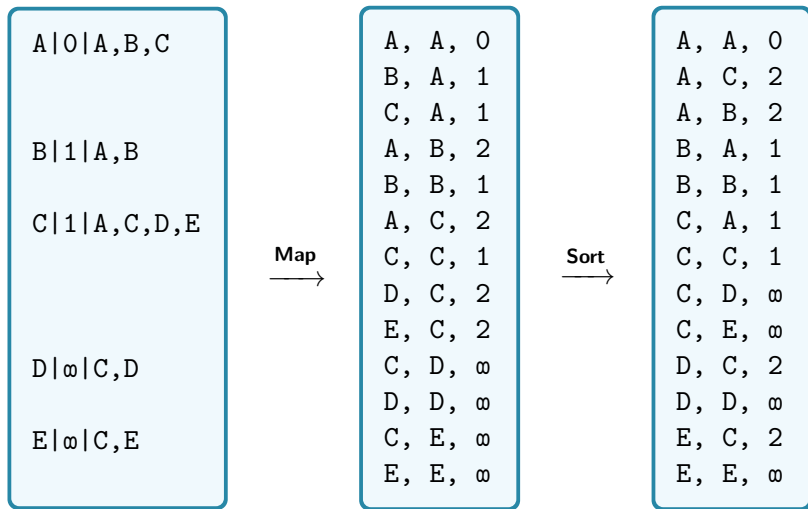 A|0|A,B,C
B|1|A,B
C|1|A,C,D,E
D|∞|C,D
E|∞|C,E
Map
A, A, 0
B, A, 1
C, A, 1
A, B, 2
B, B, 1
A, C, 2
C, C, 1
D, C, 2
E, C, 2
C, D, ∞
D, D, ∞
C, E, ∞
E, E, ∞
Sort
A, A, 0
A, C, 2
A, B, 2
B, A, 1
B, B, 1
C, A, 1
C, C, 1
C, D, ∞
C, E, ∞
D, C, 2
D, D, ∞
E, C, 2
E, E, ∞